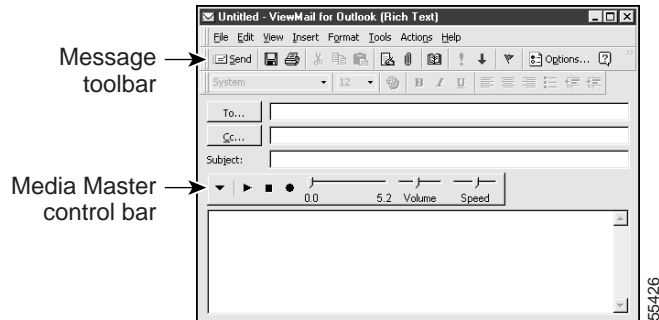 Untitled - ViewMail for Outlook (Rich Text)
File Edit View Insert Format Tools Actions Help
Message toolbar
Send Options...
System 12 B I U
To...
Cc...
Subject:
Media Master control bar
0.0 5.2 Volume Speed
55426